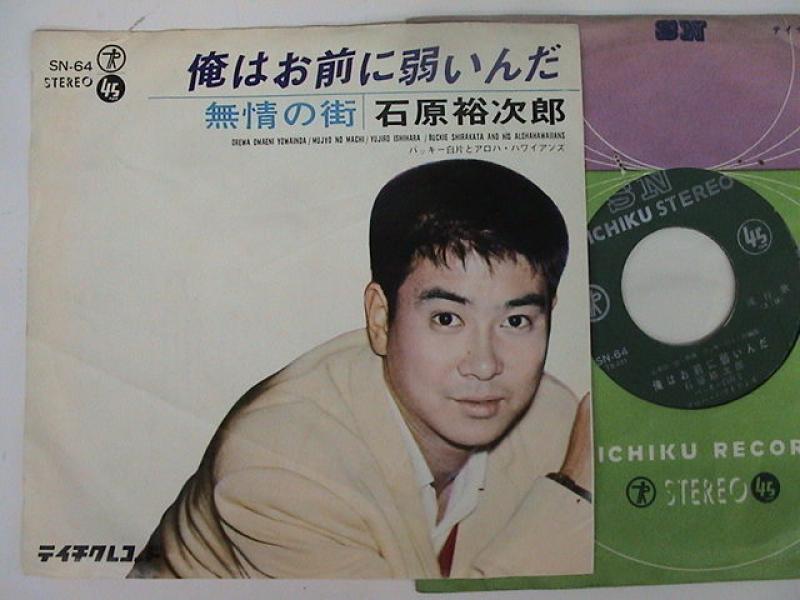 SN-64
STEREO 45
俺はお前に弱いんだ
無情の街 石原裕次郎
OREWA OMAENI YOWAINDA / MUJYO NO MACHI / YUJIRO ISHIHARA / BUCKIE SHIRAKATA AND HIS ALOHAHAWAIIANS
バッキー白片とアロハ・ハワイアンズ
テイチクレコード
SN
テイ
SN
ICHIKU STEREO
45
SN-64
俺はお前に弱いんだ
石原裕次郎
ICHIKU RECOR
STEREO 45